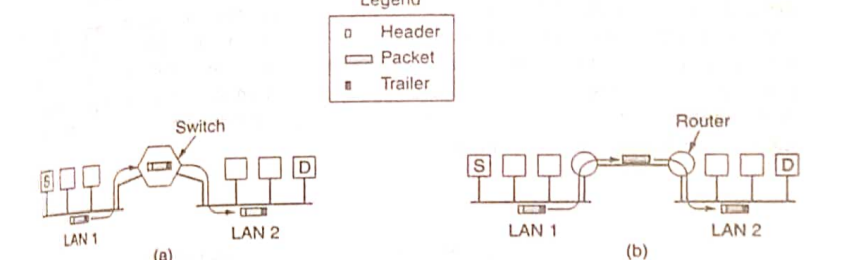 Legend
Header
Packet
Trailer
Switch
S
D
LAN 1
LAN 2
(a)
Router
S
D
LAN 1
LAN 2
(b)